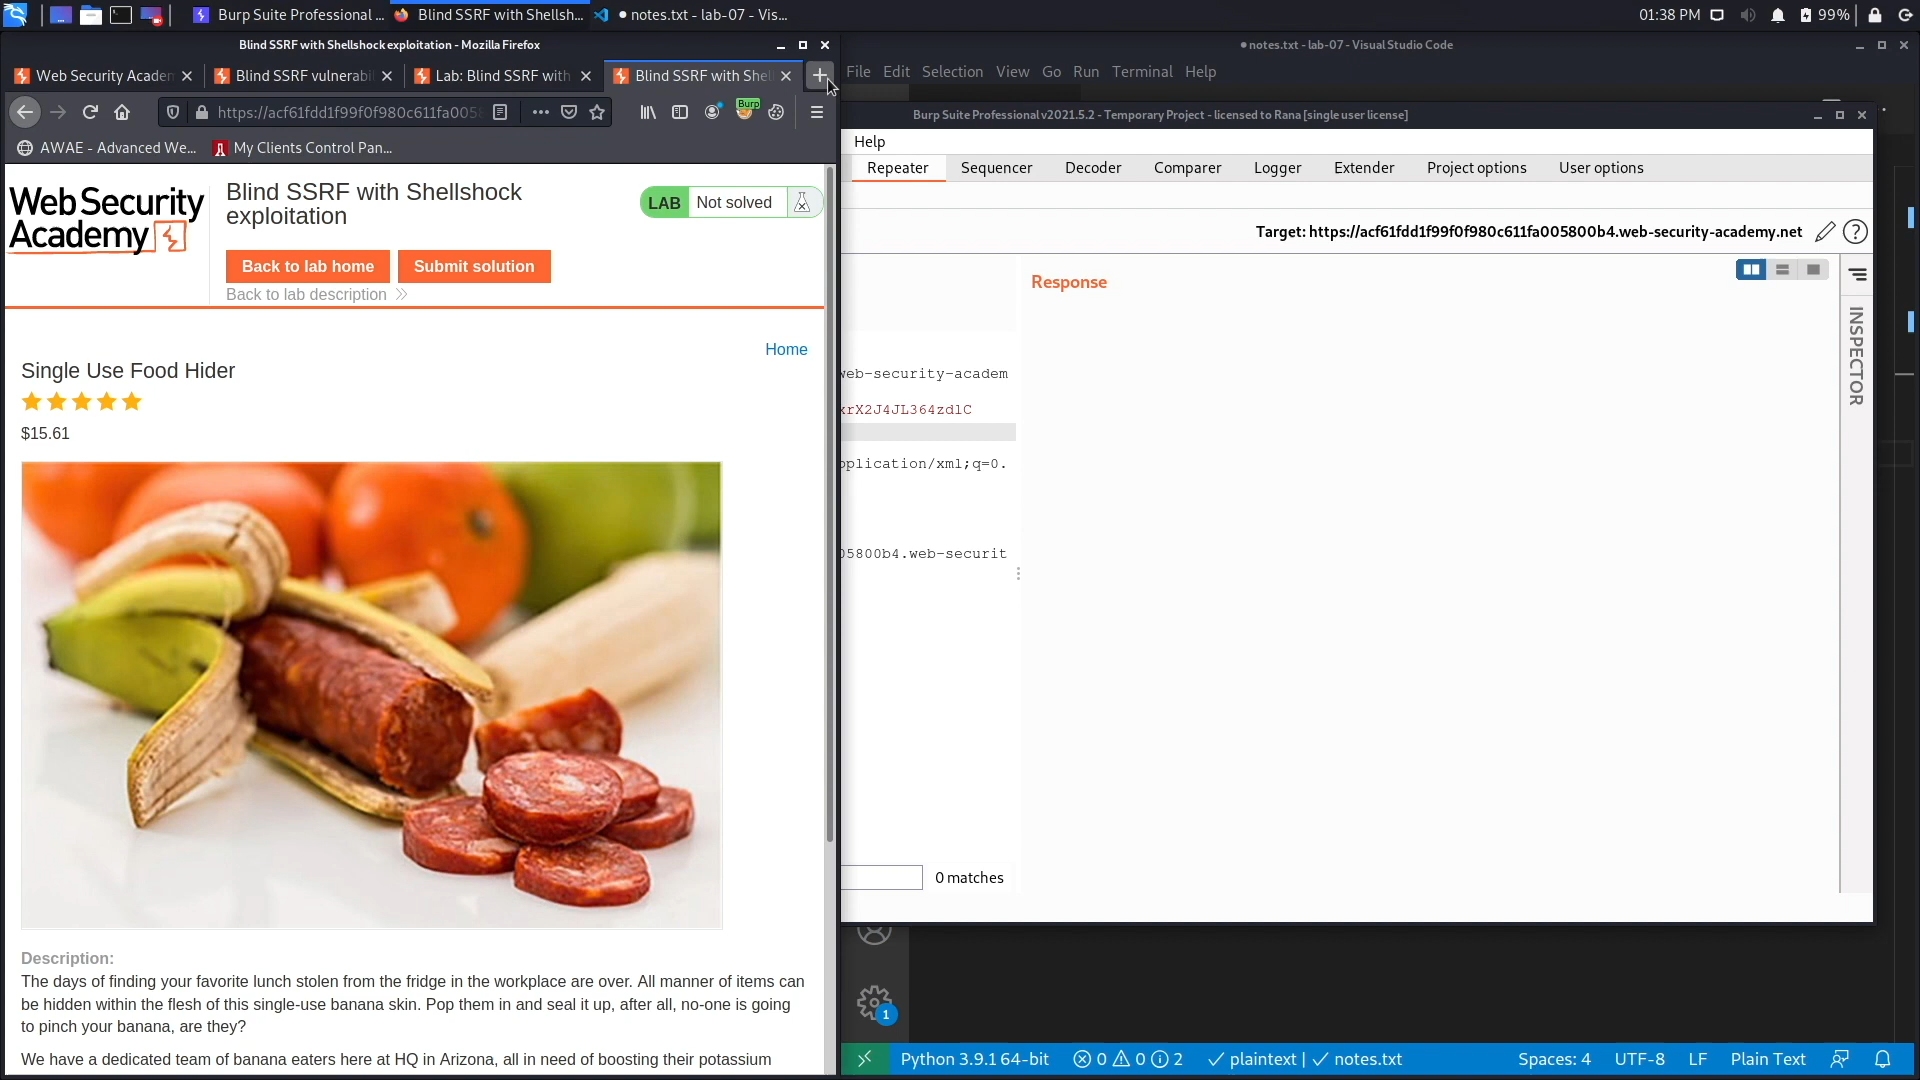 Burp Suite Professional ...
Blind SSRF with Shellsh...
● notes.txt - lab-07 - Vis...
01:38 PM
99%
Blind SSRF with Shellshock exploitation - Mozilla Firefox
● notes.txt - lab-07 - Visual Studio Code
Web Security Academ
Blind SSRF vulnerabil
Lab: Blind SSRF with
Blind SSRF with Shel
File Edit Selection View Go Run Terminal Help
https://acf61fdd1f99f0f980c611fa0058
Burp
AWAE - Advanced We...
My Clients Control Pan...
Burp Suite Professional v2021.5.2 - Temporary Project - licensed to Rana [single user license]
Help
Repeater Sequencer Decoder Comparer Logger Extender Project options User options
Target: https://acf61fdd1f99f0f980c611fa005800b4.web-security-academy.net
?
Response
INSPECTOR
web-security-academ
xrX2J4JL364zdlC
pplication/xml;q=0.
05800b4.web-securit
0 matches
Web Security
Academy
Blind SSRF with Shellshock
exploitation
LAB Not solved
Back to lab home
Submit solution
Back to lab description
Home
Single Use Food Hider
$15.61
Description:
The days of finding your favorite lunch stolen from the fridge in the workplace are over. All manner of items can
be hidden within the flesh of this single-use banana skin. Pop them in and seal it up, after all, no-one is going
to pinch your banana, are they?
We have a dedicated team of banana eaters here at HQ in Arizona, all in need of boosting their potassium
1
Python 3.9.1 64-bit
0 0 2
plaintext | notes.txt
Spaces: 4 UTF-8 LF Plain Text